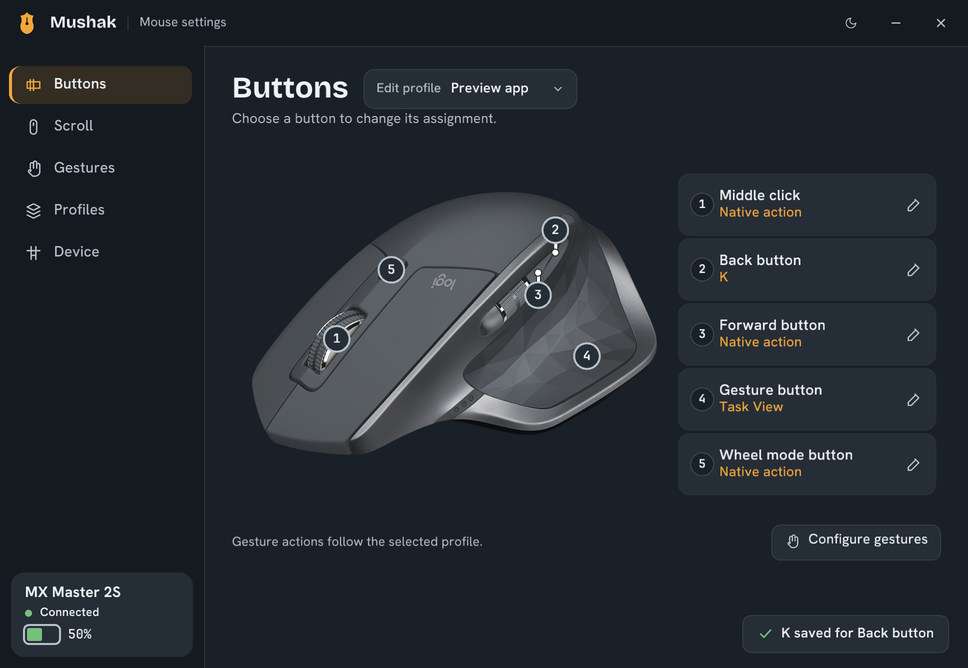 Mushak
Mouse settings
Buttons
Scroll
Gestures
Profiles
Device
MX Master 2S
Connected
50%
Buttons
Edit profile Preview app
Choose a button to change its assignment.
logi
1
2
3
4
5
1 Middle click
Native action
2 Back button
K
3 Forward button
Native action
4 Gesture button
Task View
5 Wheel mode button
Native action
Gesture actions follow the selected profile.
Configure gestures
K saved for Back button